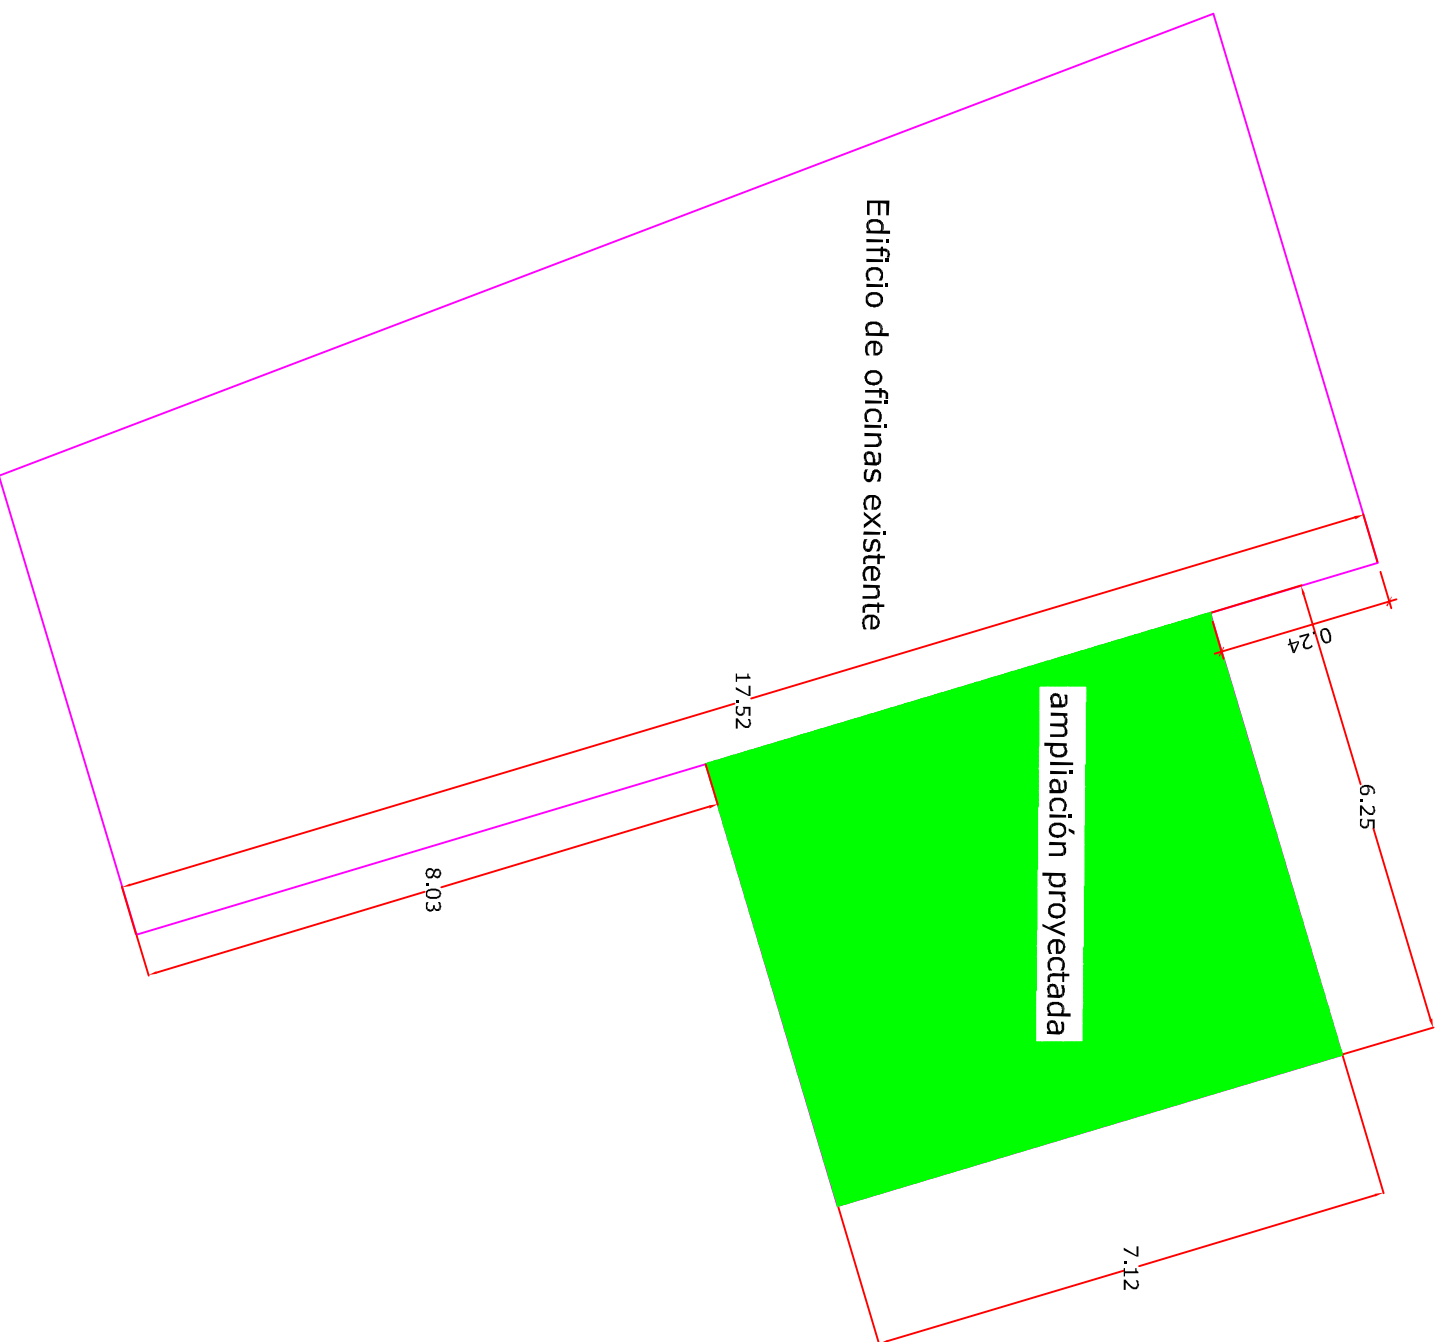 Edificio de oficinas existente
17.52
0.24
ampliación proyectada
6.25
8.03
7.12